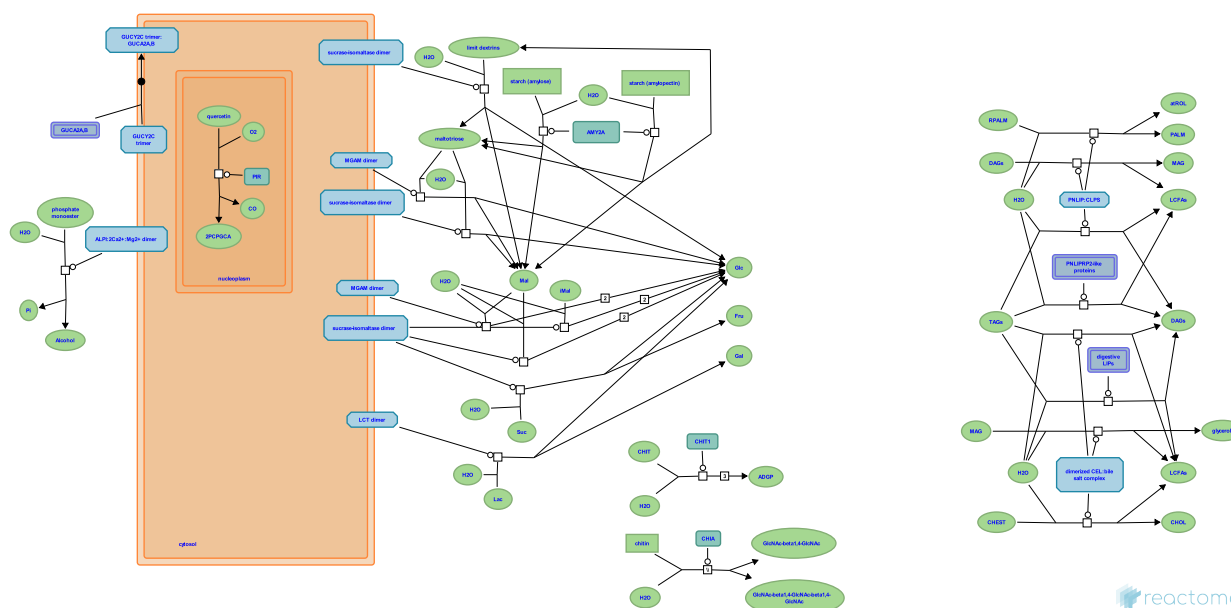 GUCY2C trimer:
GUCA2A,B
GUCA2A,B
GUCY2C
trimer
phosphate
monoester
H2O
ALPI:2Ca2+:Mg2+ dimer
Pi
Alcohol
quercetin
O2
PIR
CO
2PCPGCA
nucleoplasm
cytosol
sucrase-isomaltase dimer
MGAM dimer
sucrase-isomaltase dimer
MGAM dimer
sucrase-isomaltase dimer
LCT dimer
H2O
limit dextrins
starch (amylose)
H2O
starch (amylopectin)
AMY2A
maltotriose
H2O
H2O
Mal
iMal
2
2
2
Glc
Fru
Gal
H2O
Suc
H2O
Lac
CHIT
CHIT1
3
ADGP
H2O
chitin
CHIA
GlcNAc-beta1,4-GlcNAc
H2O
GlcNAc-beta1,4-GlcNAc-beta1,4-
GlcNAc
RPALM
atROL
PALM
DAGs
MAG
H2O
PNLIP:CLPS
LCFAs
PNLIPRP2-like
proteins
TAGs
DAGs
digestive
LIPs
MAG
glycerol
H2O
dimerized CEL:bile
salt complex
LCFAs
CHEST
CHOL
reactome